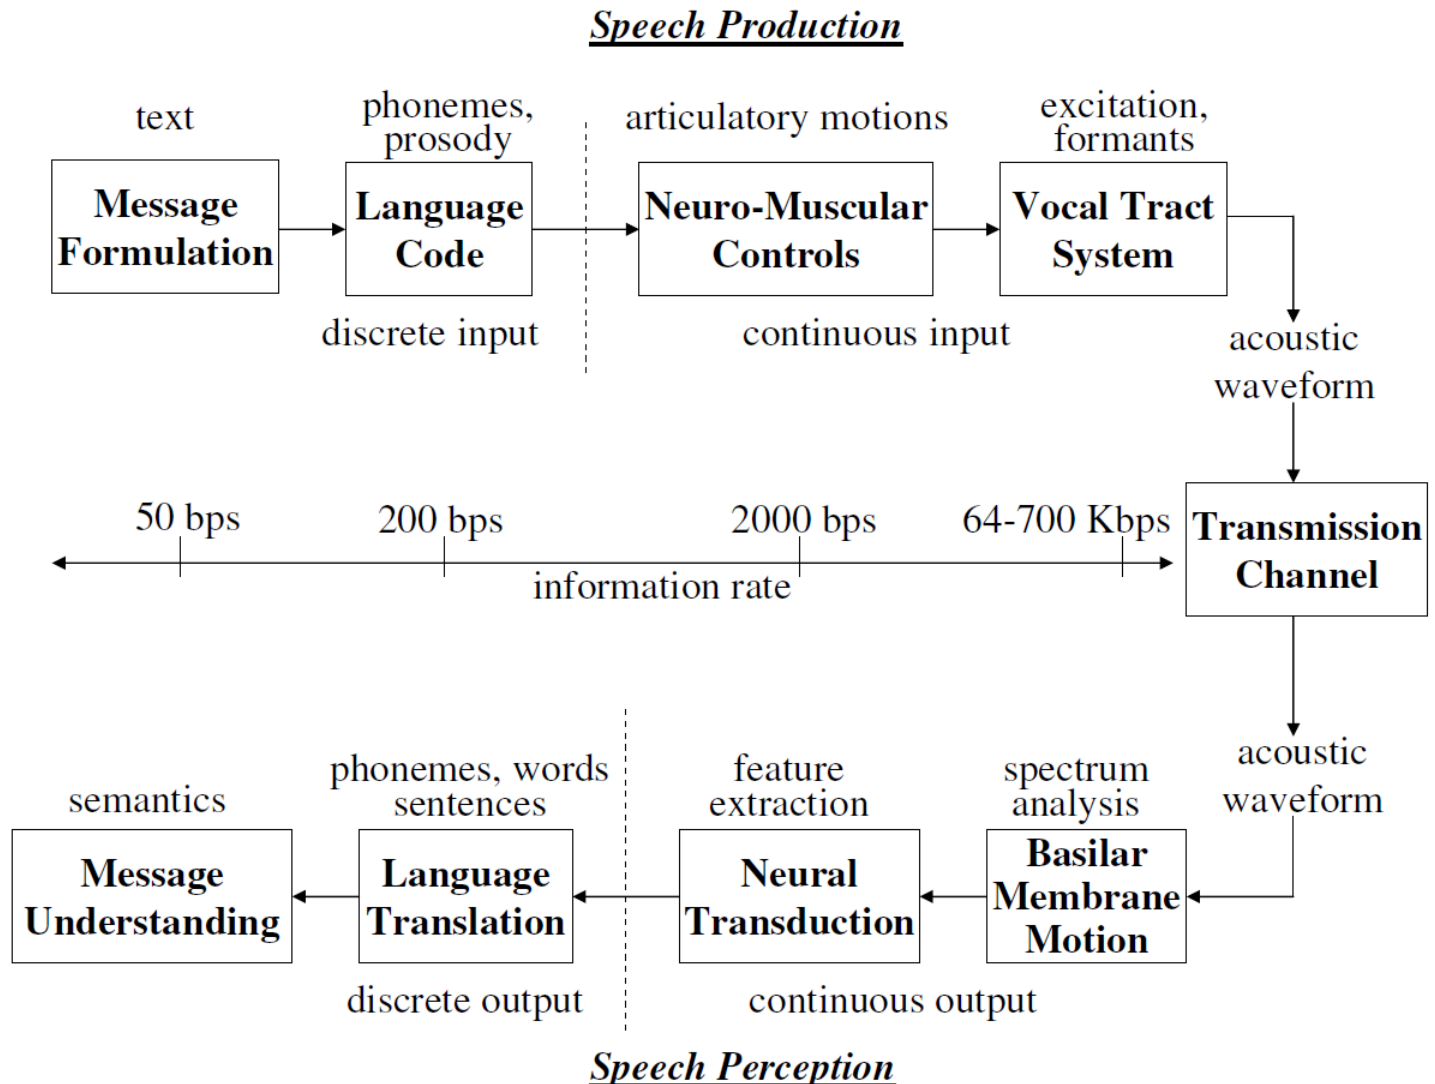 Speech Production
text
phonemes,
prosody
articulatory motions
excitation,
formants
Message
Formulation
Language
Code
Neuro-Muscular
Controls
Vocal Tract
System
discrete input
continuous input
acoustic
waveform
50 bps
200 bps
2000 bps
64-700 Kbps
information rate
Transmission
Channel
acoustic
waveform
semantics
phonemes, words
sentences
feature
extraction
spectrum
analysis
Message
Understanding
Language
Translation
Neural
Transduction
Basilar
Membrane
Motion
discrete output
continuous output
Speech Perception